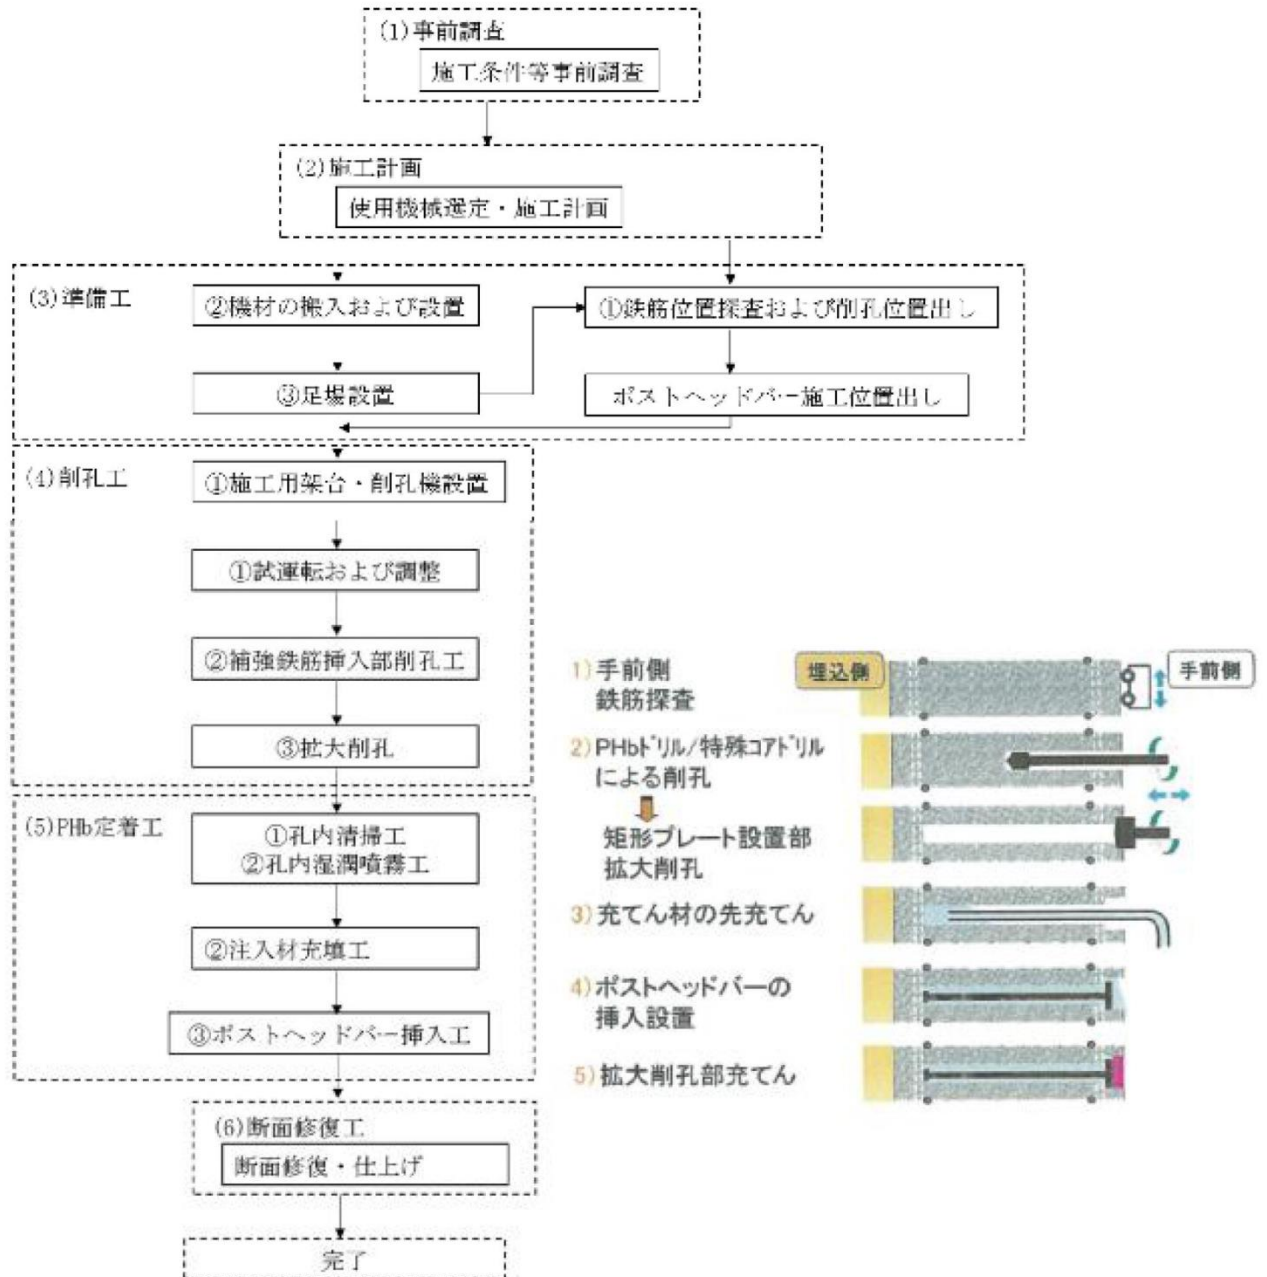 (1)事前調査
施工条件等事前調査
(2)施工計画
使用機械選定・施工計画
(3)準備工
②機材の搬入および設置
①鉄筋位置探査および削孔位置出し
③足場設置
ポストヘッドバー施工位置出し
(4)削孔工
①施工用架台・削孔機設置
①試運転および調整
②補強鉄筋挿入部削孔工
③拡大削孔
(5)PHb定着工
①孔内清掃工
②孔内湿潤噴霧工
②注入材充填工
③ポストヘッドバー挿入工
(6)断面修復工
断面修復・仕上げ
完了
1)手前側
鉄筋探査
埋込側
手前側
2)PHbドリル/特殊コアドリル
による削孔
矩形プレート設置部
拡大削孔
3)充てん材の先充てん
4)ポストヘッドバーの
挿入設置
5)拡大削孔部充てん